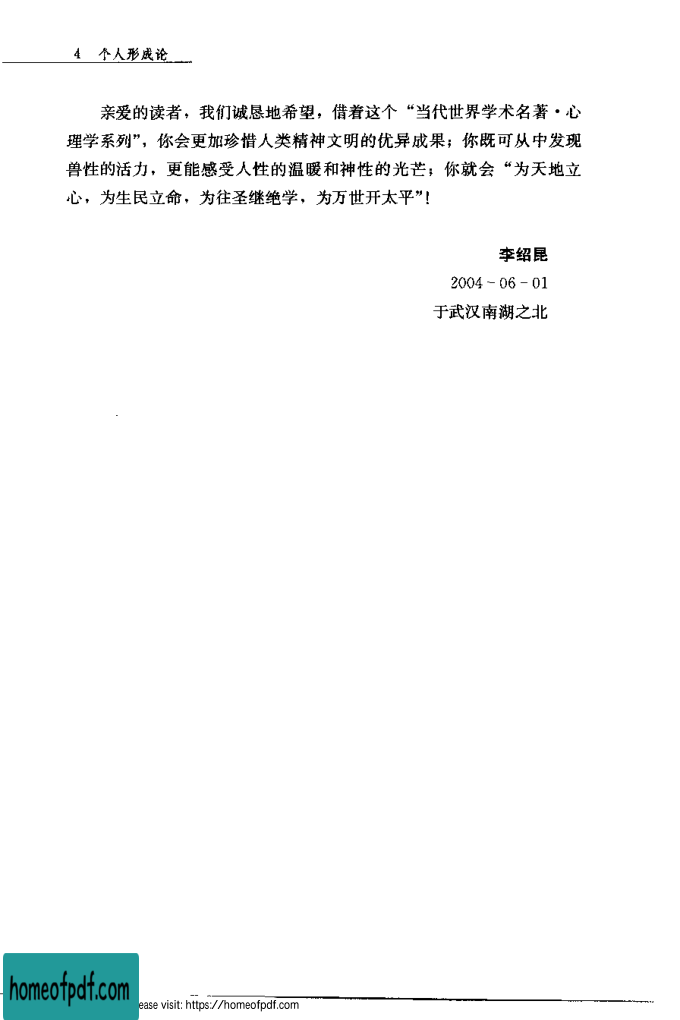 4 个人形成论
亲爱的读者，我们诚恳地希望，借着这个“当代世界学术名著·心
理学系列”，你会更加珍惜人类精神文明的优异成果；你既可从中发现
兽性的活力，更能感受人性的温暖和神性的光芒；你就会“为天地立
心，为生民立命，为往圣继绝学，为万世开太平”！
李绍昆
2004-06-01
于武汉南湖之北
homeofpdf.com
ease visit: https://homeofpdf.com